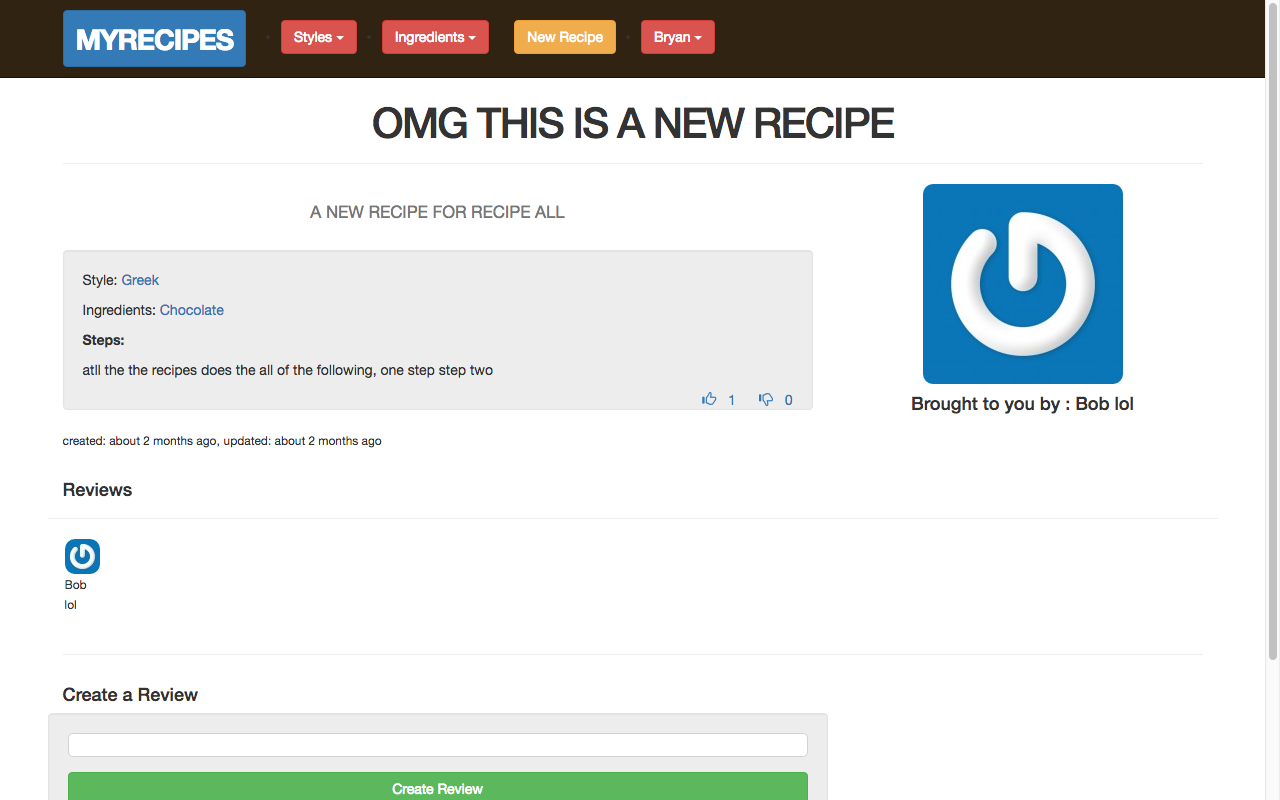 MYRECIPES
Styles
Ingredients
New Recipe
Bryan
OMG THIS IS A NEW RECIPE
A NEW RECIPE FOR RECIPE ALL
Style: Greek
Ingredients: Chocolate
Steps:
atll the the recipes does the all of the following, one step step two
1 0
Brought to you by : Bob lol
created: about 2 months ago, updated: about 2 months ago
Reviews
Bob
lol
Create a Review
Create Review